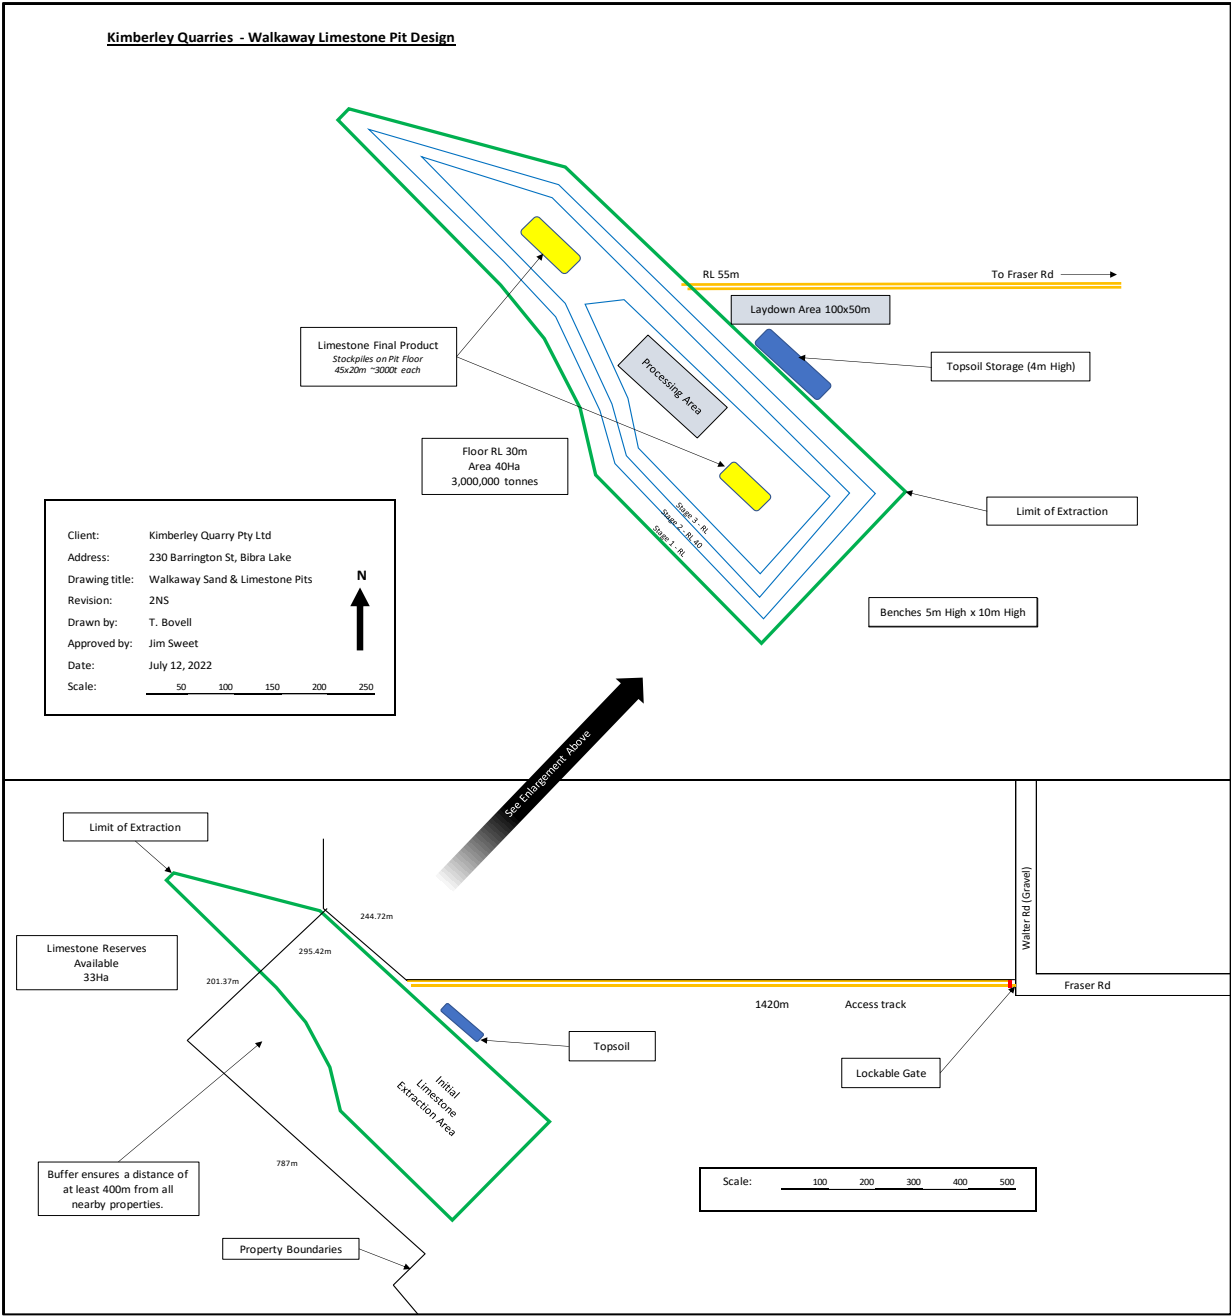 Kimberley Quarries - Walkaway Limestone Pit Design
RL 55m
To Fraser Rd
Laydown Area 100x50m
Limestone Final Product
Stockpiles on Pit Floor
45x20m ~3000t each
Processing Area
Topsoil Storage (4m High)
Floor RL 30m
Area 40Ha
3,000,000 tonnes
Limit of Extraction
Stage 3 - RL
Stage 2 - RL 40
Stage 1 - RL
Benches 5m High x 10m High
Client: Kimberley Quarry Pty Ltd
Address: 230 Barrington St, Bibra Lake
Drawing title: Walkaway Sand & Limestone Pits
Revision: 2NS
Drawn by: T. Bovell
Approved by: Jim Sweet
Date: July 12, 2022
Scale: 50 100 150 200 250
N
See Enlargement Above
Limit of Extraction
244.72m
295.42m
201.37m
Limestone Reserves
Available
33Ha
Walter Rd (Gravel)
Fraser Rd
1420m Access track
Topsoil
Lockable Gate
Initial
Limestone
Extraction Area
787m
Buffer ensures a distance of
at least 400m from all
nearby properties.
Scale: 100 200 300 400 500
Property Boundaries